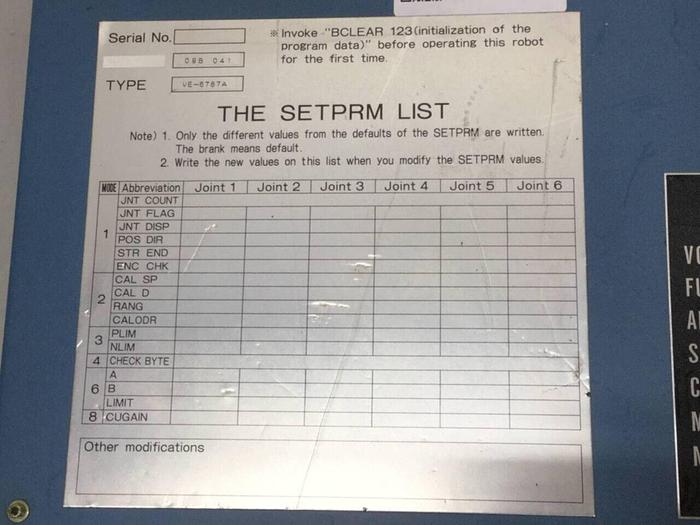 Serial No.
※ Invoke "BCLEAR 123(initialization of the
program data)" before operating this robot
for the first time.
TYPE
VE-6787A
THE SETPRM LIST
Note) 1. Only the different values from the defaults of the SETPRM are written.
The brank means default.
2. Write the new values on this list when you modify the SETPRM values.
MODE Abbreviation Joint 1 Joint 2 Joint 3 Joint 4 Joint 5 Joint 6
1
JNT COUNT
JNT FLAG
JNT DISP
POS DIR
STR END
ENC CHK
2
CAL SP
CAL D
RANG
CALODR
3
PLIM
NLIM
4 CHECK BYTE
6
A
B
LIMIT
8 CUGAIN
Other modifications